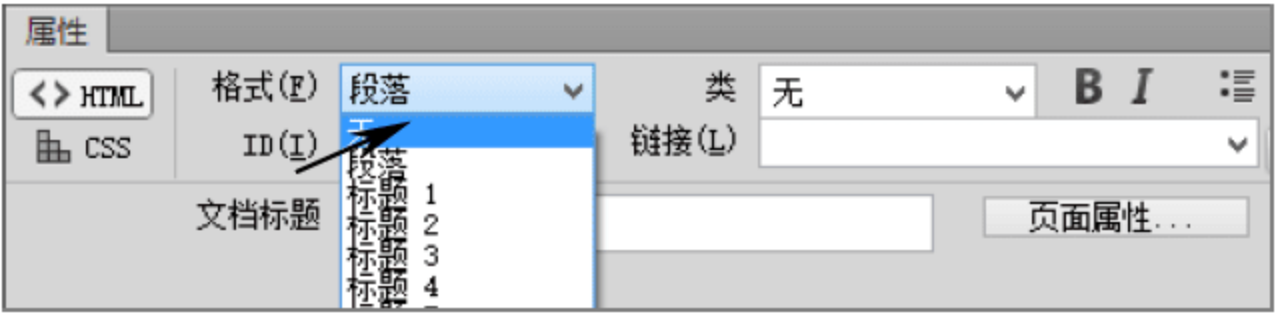 属性
<> HTML 格式(F) 段落 类 无 B I
CSS ID(I) 无 链接(L)
段落
标题 1
文档标题 标题 2 页面属性...
标题 3
标题 4